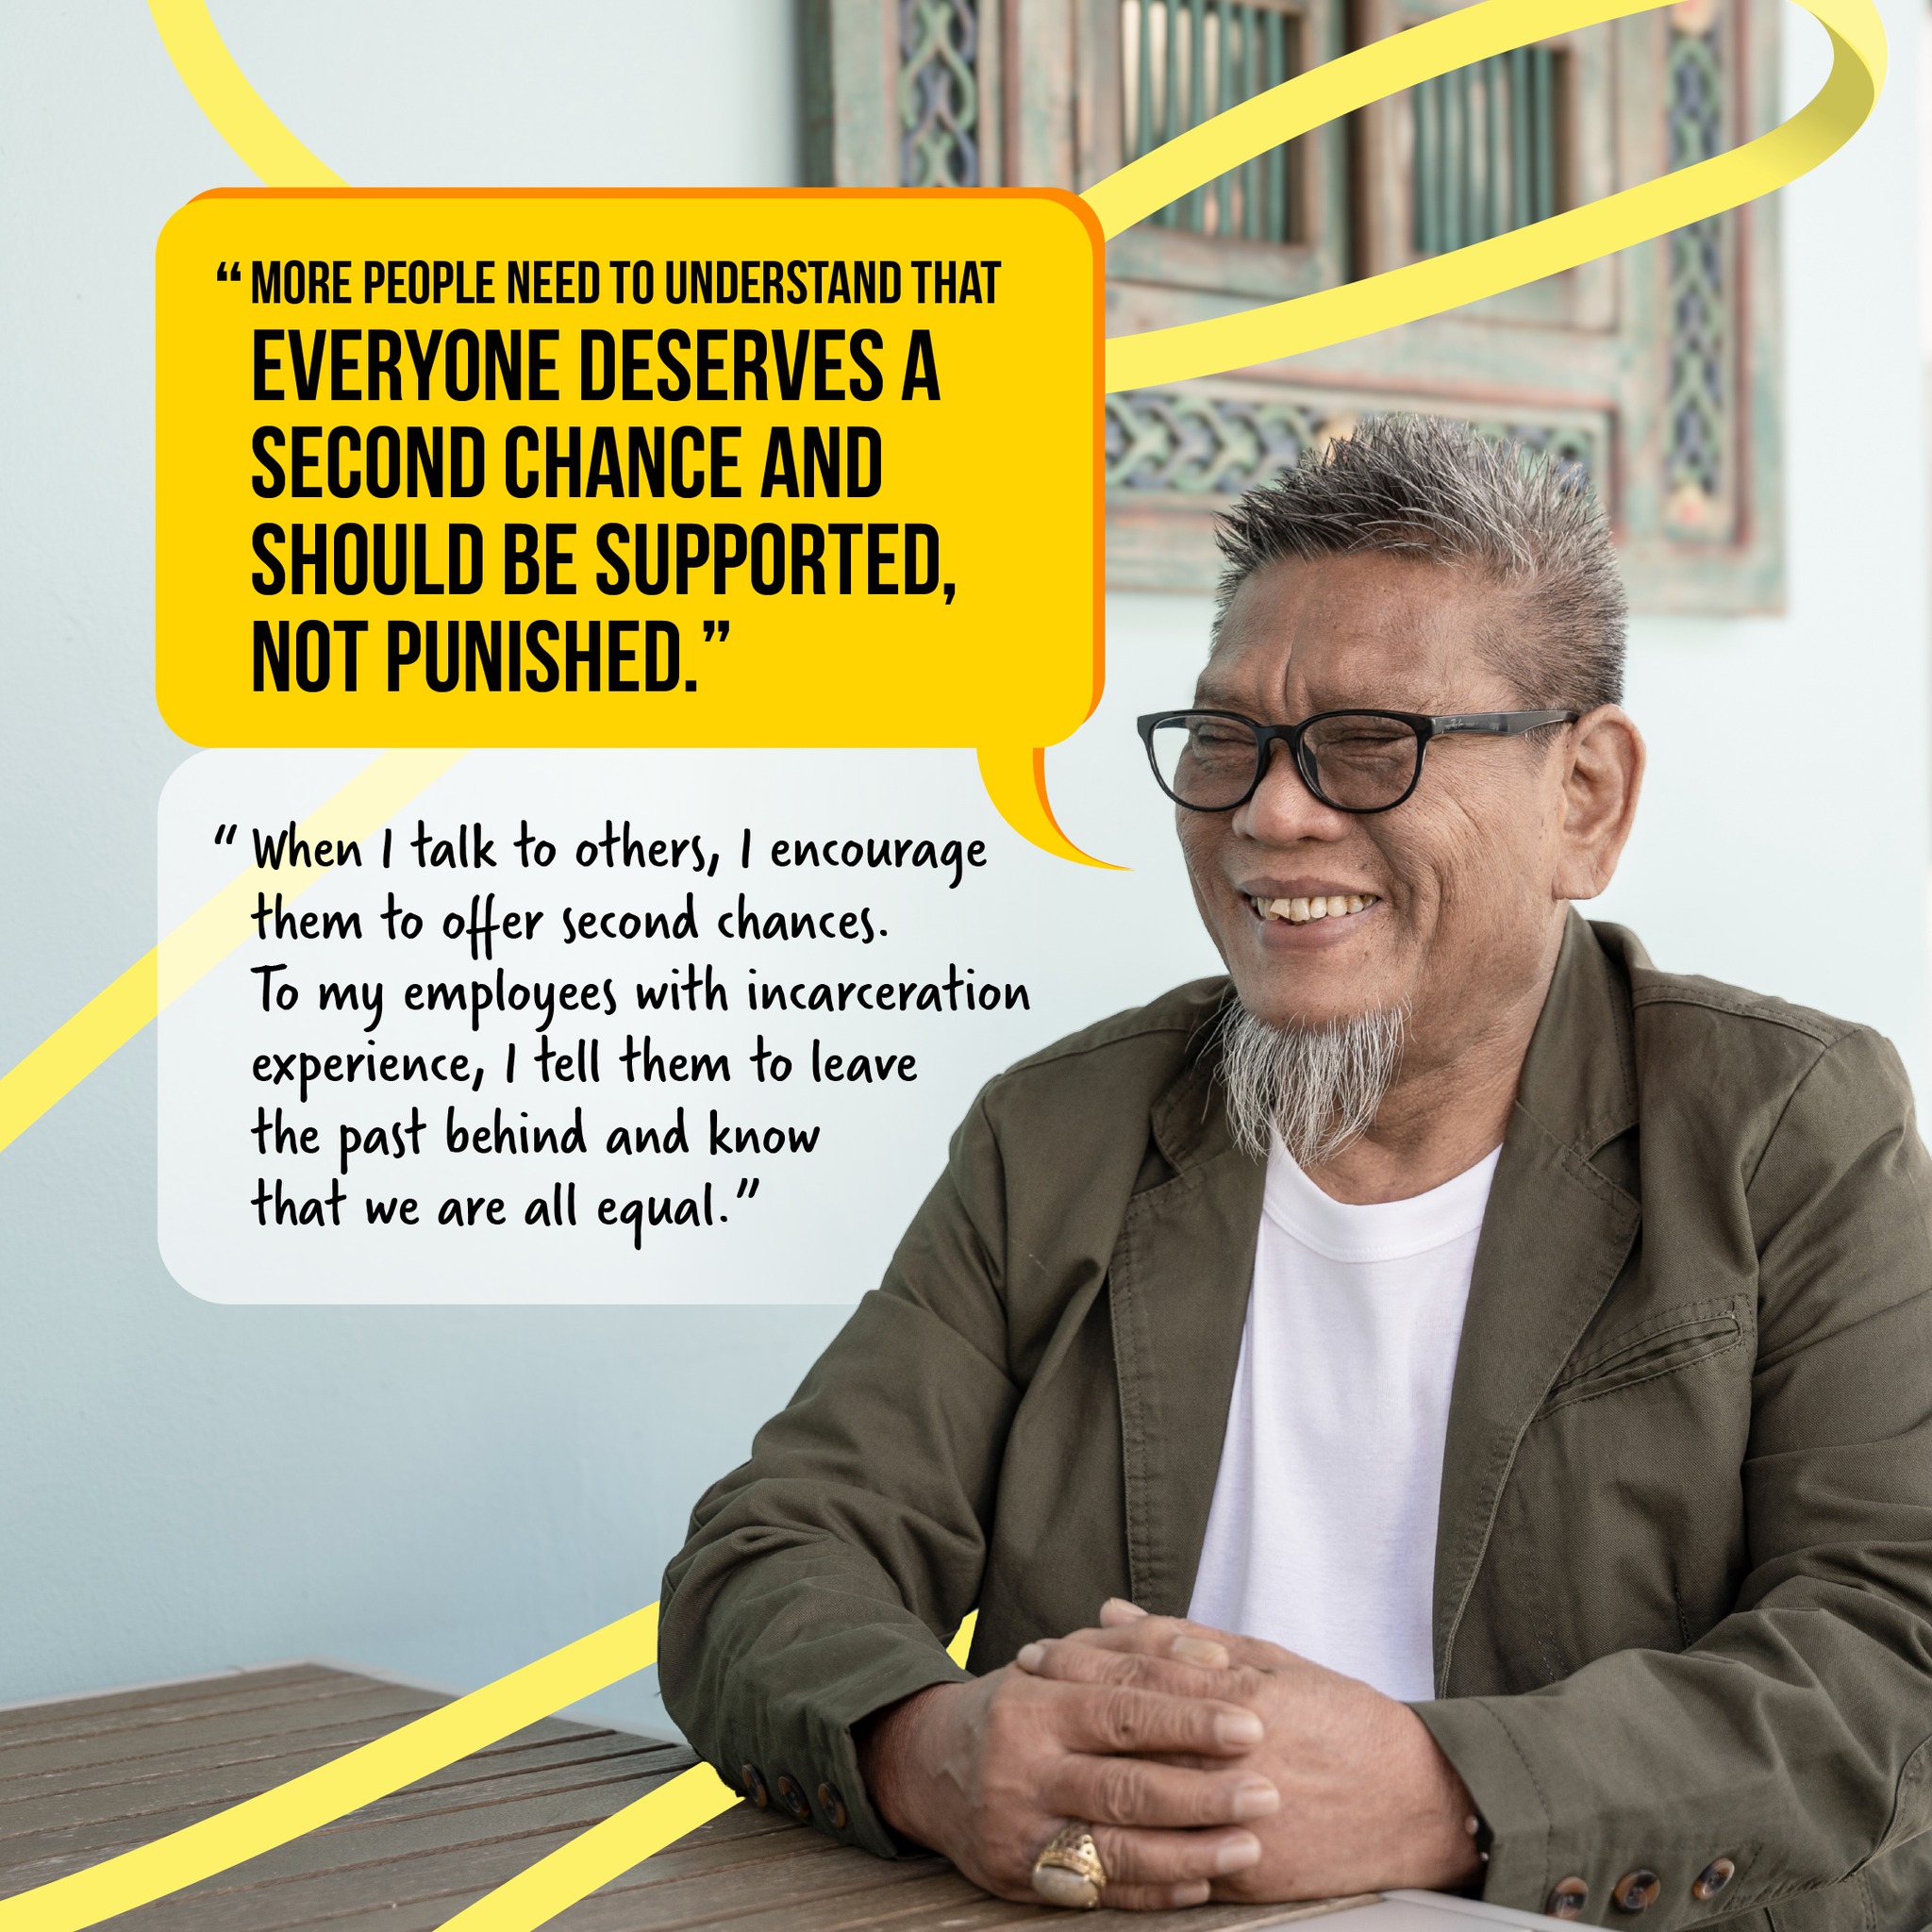 “MORE PEOPLE NEED TO UNDERSTAND THAT
EVERYONE DESERVES A
SECOND CHANCE AND
SHOULD BE SUPPORTED,
NOT PUNISHED.”
“When I talk to others, I encourage
them to offer second chances.
To my employees with incarceration
experience, I tell them to leave
the past behind and know
that we are all equal.”